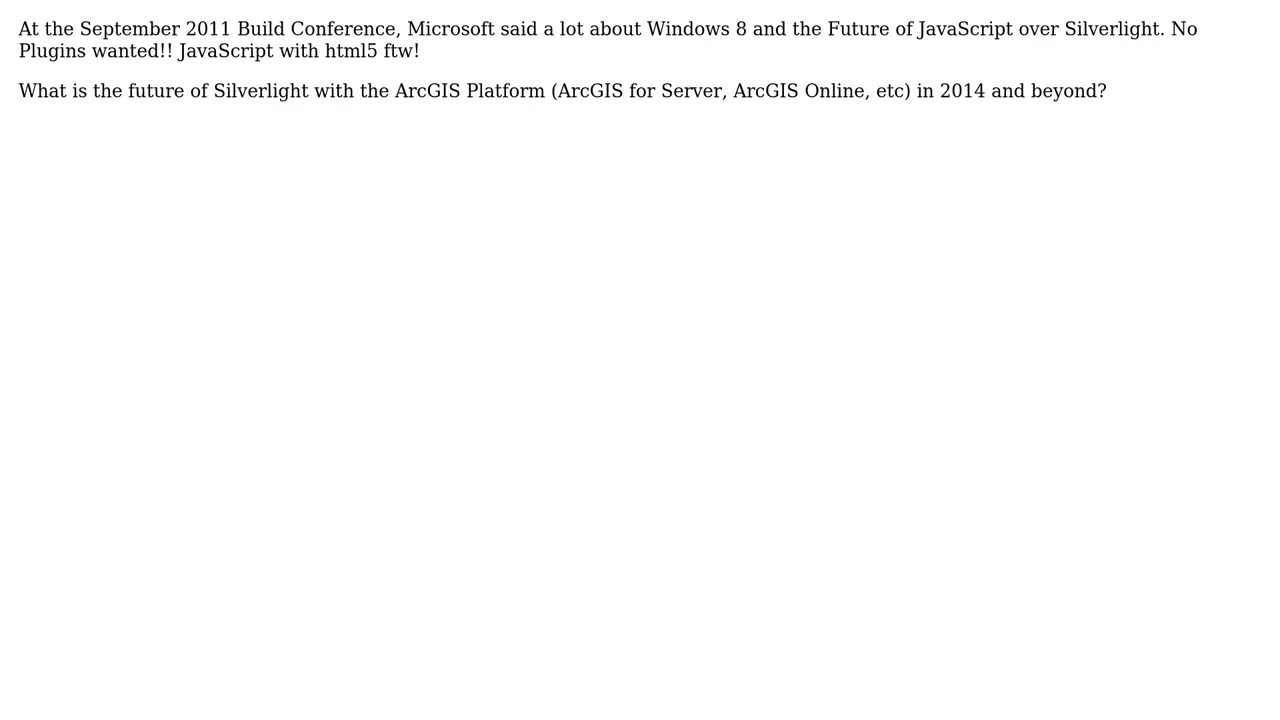 At the September 2011 Build Conference, Microsoft said a lot about Windows 8 and the Future of JavaScript over Silverlight. No
Plugins wanted!! JavaScript with html5 ftw!
What is the future of Silverlight with the ArcGIS Platform (ArcGIS for Server, ArcGIS Online, etc) in 2014 and beyond?